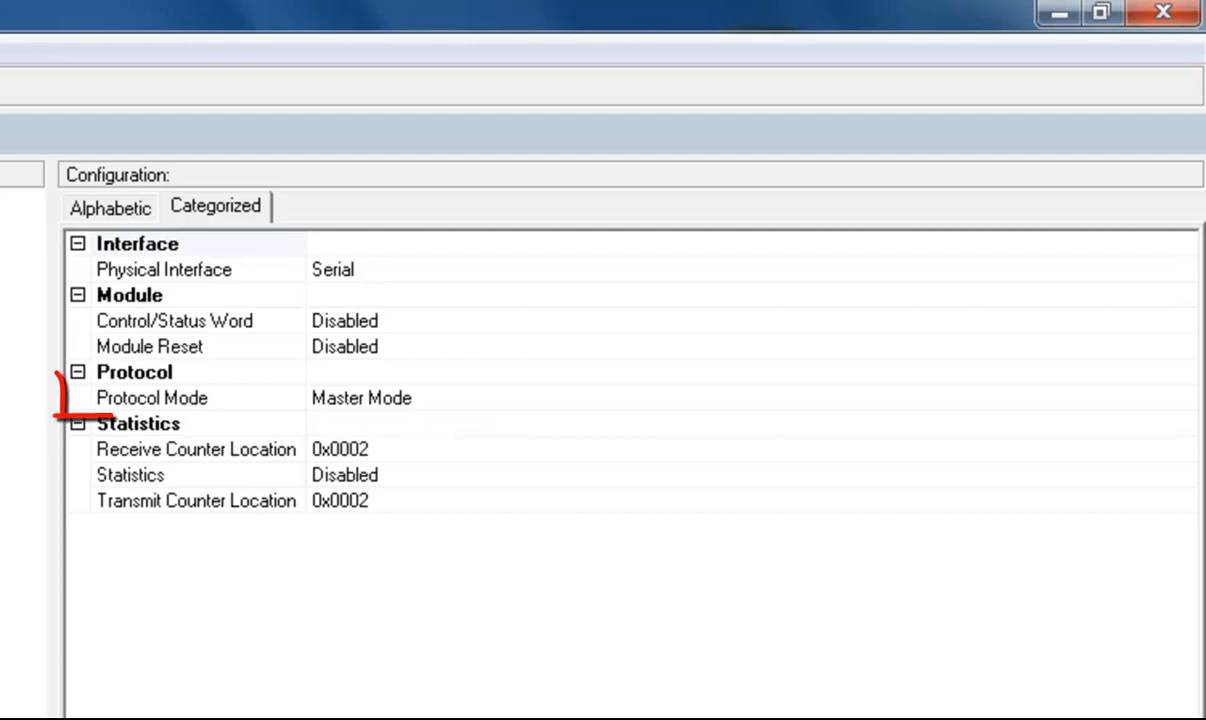 Configuration:
Alphabetic Categorized
Interface
Physical Interface Serial
Module
Control/Status Word Disabled
Module Reset Disabled
Protocol
Protocol Mode Master Mode
Statistics
Receive Counter Location 0x0002
Statistics Disabled
Transmit Counter Location 0x0002